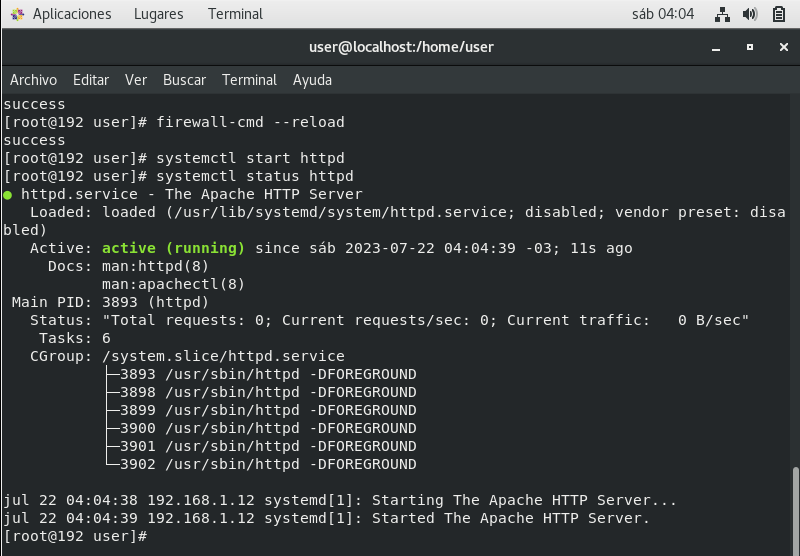 Aplicaciones Lugares Terminal sáb 04:04
user@localhost:/home/user
Archivo Editar Ver Buscar Terminal Ayuda
success
[root@192 user]# firewall-cmd --reload
success
[root@192 user]# systemctl start httpd
[root@192 user]# systemctl status httpd
● httpd.service - The Apache HTTP Server
   Loaded: loaded (/usr/lib/systemd/system/httpd.service; disabled; vendor preset: disa
bled)
   Active: active (running) since sáb 2023-07-22 04:04:39 -03; 11s ago
     Docs: man:httpd(8)
           man:apachectl(8)
 Main PID: 3893 (httpd)
   Status: "Total requests: 0; Current requests/sec: 0; Current traffic:   0 B/sec"
    Tasks: 6
   CGroup: /system.slice/httpd.service
           ├─3893 /usr/sbin/httpd -DFOREGROUND
           ├─3898 /usr/sbin/httpd -DFOREGROUND
           ├─3899 /usr/sbin/httpd -DFOREGROUND
           ├─3900 /usr/sbin/httpd -DFOREGROUND
           ├─3901 /usr/sbin/httpd -DFOREGROUND
           └─3902 /usr/sbin/httpd -DFOREGROUND
jul 22 04:04:38 192.168.1.12 systemd[1]: Starting The Apache HTTP Server...
jul 22 04:04:39 192.168.1.12 systemd[1]: Started The Apache HTTP Server.
[root@192 user]#